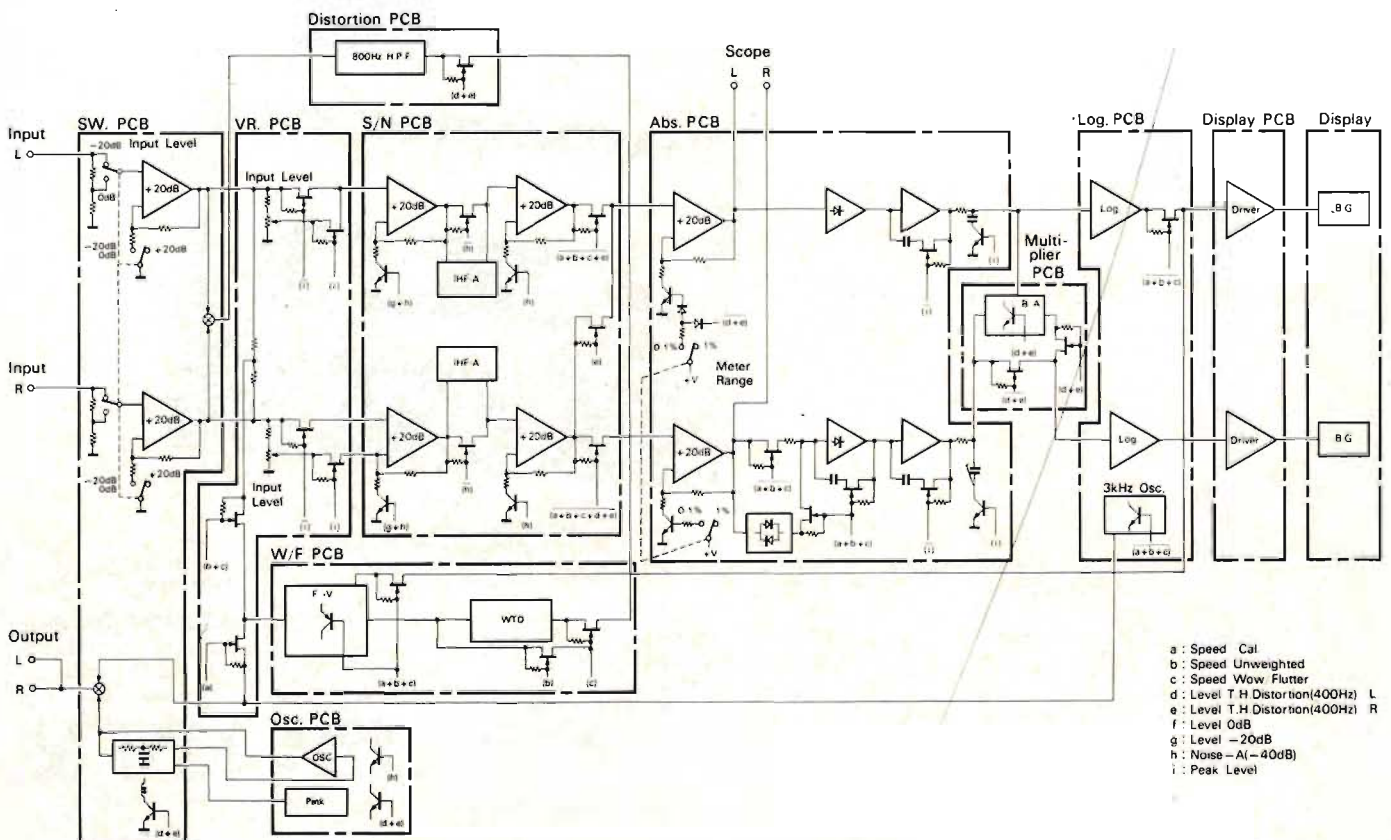 Distortion PCB
800Hz H.P.F
(d+e)
Scope
L R
SW. PCB
VR. PCB
S/N PCB
Abs. PCB
Log. PCB
Display PCB
Display
Input
L
Input Level
-20dB
0dB
+20dB
-20dB
0dB
+20dB
Input Level
(i)
(i)
+20dB
(g+h)
(h)
IHF-A
+20dB
(h)
(a+b+c+e)
(e)
+20dB
(d+e)
0.1% 1%
+V
Meter
Range
(i)
(i)
Multi-
plier
PCB
B.A
(d+e)
(d+e)
(d+e)
Log.
(a+b+c)
Driver
BG
Input
R
+20dB
-20dB
0dB
+20dB
Input
Level
(i)
(i)
+20dB
(g+h)
(h)
IHF-A
+20dB
(h)
(a+b+c+d+e)
+20dB
0.1% 1%
+V
(a+b+c)
(a+b+c)
(i)
(i)
Log
Driver
BG
3kHz Osc.
(a+b+c)
(b+c)
(a)
W/F PCB
F-V
(a+b+c)
WTD
(b)
(c)
Output
L
R
(d+e)
Osc. PCB
OSC
(h)
(d+e)
a : Speed Cal
b : Speed Unweighted
c : Speed Wow Flutter
d : Level T.H.Distortion(400Hz) L
e : Level T.H.Distortion(400Hz) R
f : Level 0dB
g : Level -20dB
h : Noise-A(-40dB)
i : Peak Level